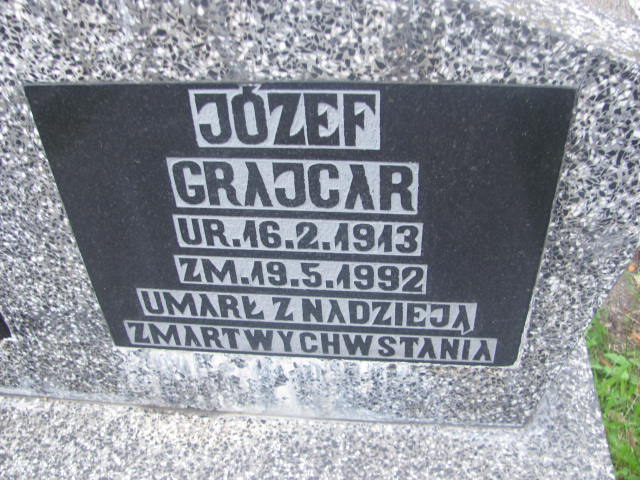 JÓZEF
GRAJCAR
UR.16.2.1913
ZM.19.5.1992
UMARŁ Z NADZIEJĄ
ZMARTWYCHWSTANIA